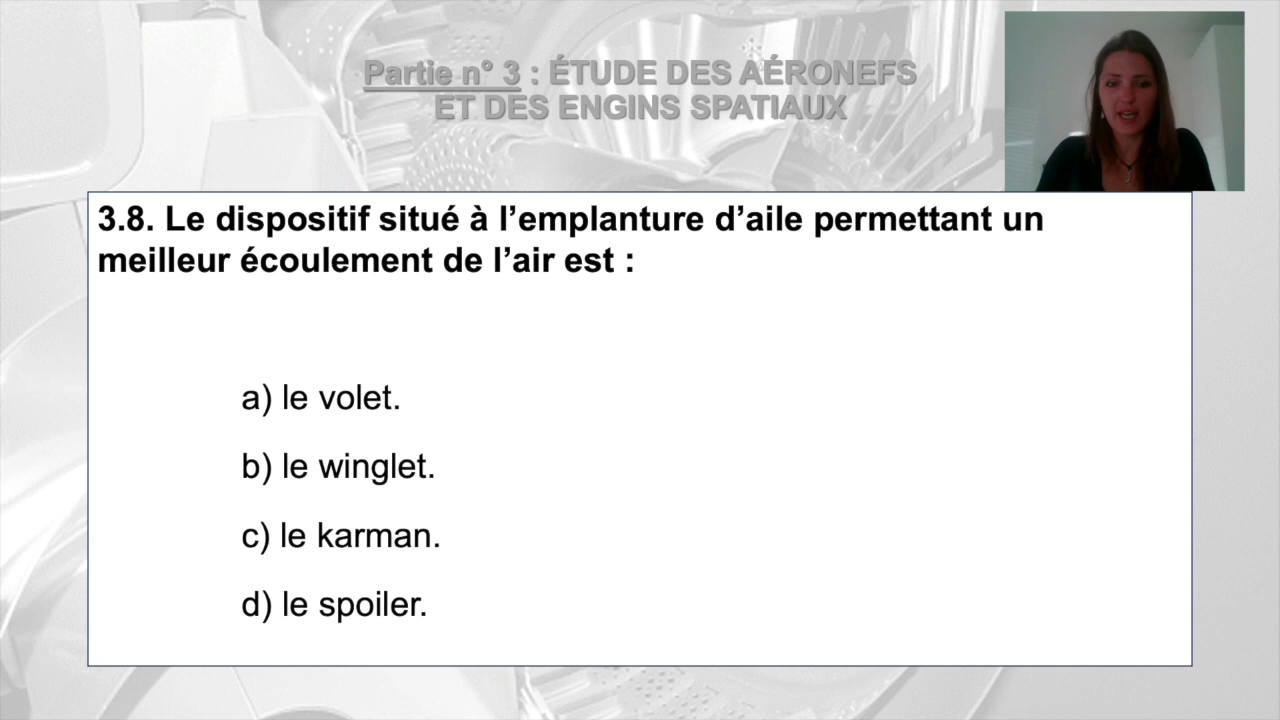 Partie n° 3 : ÉTUDE DES AÉRONEFS
ET DES ENGINS SPATIAUX
3.8. Le dispositif situé à l’emplanture d’aile permettant un
meilleur écoulement de l’air est :
a) le volet.
b) le winglet.
c) le karman.
d) le spoiler.